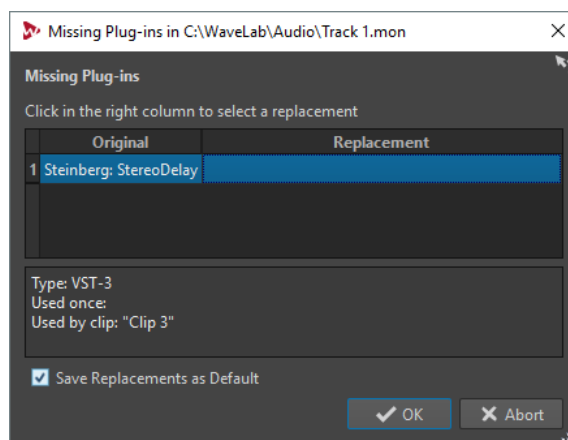 Missing Plug-ins in C:\WaveLab\Audio\Track 1.mon
Missing Plug-ins
Click in the right column to select a replacement
Original Replacement
1 Steinberg: StereoDelay
Type: VST-3
Used once:
Used by clip: "Clip 3"
Save Replacements as Default
OK Abort